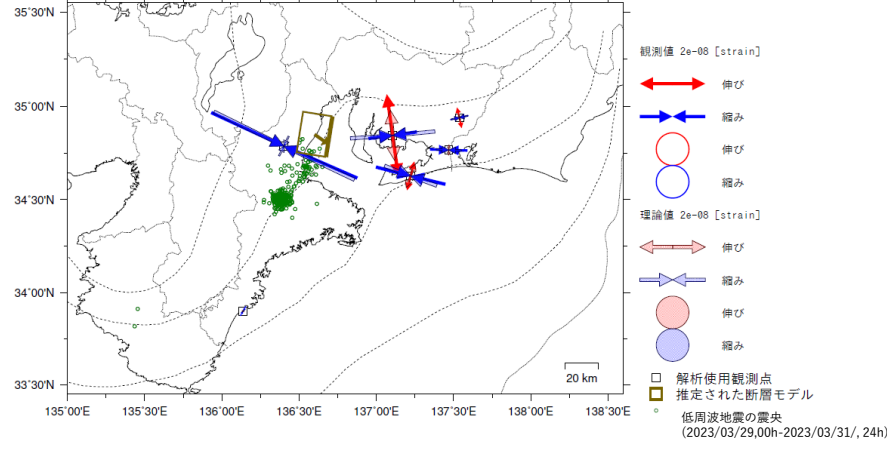 35˚30'N
35˚00'N
34˚30'N
34˚00'N
33˚30'N
135˚00'E
135˚30'E
136˚00'E
136˚30'E
137˚00'E
137˚30'E
138˚00'E
138˚30'E
20 km
観測値 2e-08 [strain]
伸び
縮み
伸び
縮み
理論値 2e-08 [strain]
伸び
縮み
伸び
縮み
解析使用観測点
推定された断層モデル
低周波地震の震央
(2023/03/29,00h-2023/03/31/, 24h)